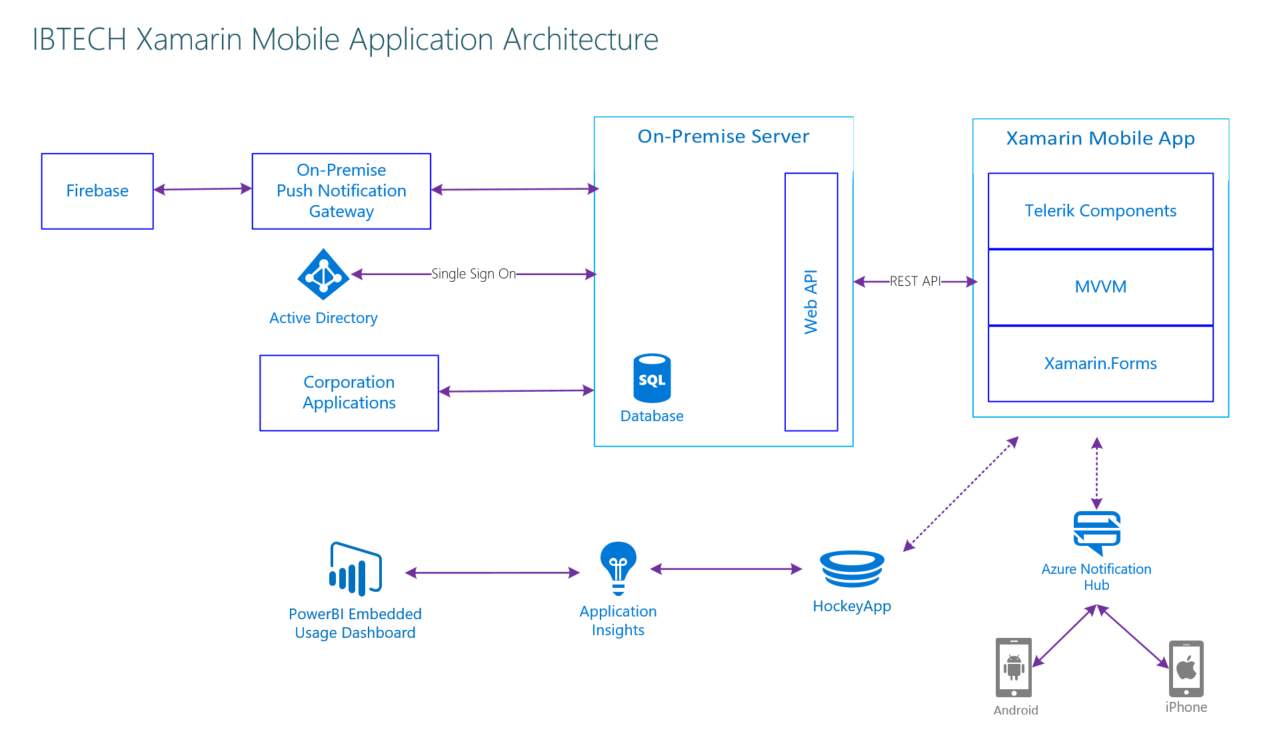 IBTECH Xamarin Mobile Application Architecture
On-Premise Server
Xamarin Mobile App
Firebase
On-Premise
Push Notification
Gateway
Telerik Components
Single Sign On
Active Directory
Web API
REST API
MVVM
Corporation
Applications
SQL
Database
Xamarin.Forms
PowerBI Embedded
Usage Dashboard
Application
Insights
HockeyApp
Azure Notification
Hub
Android
iPhone